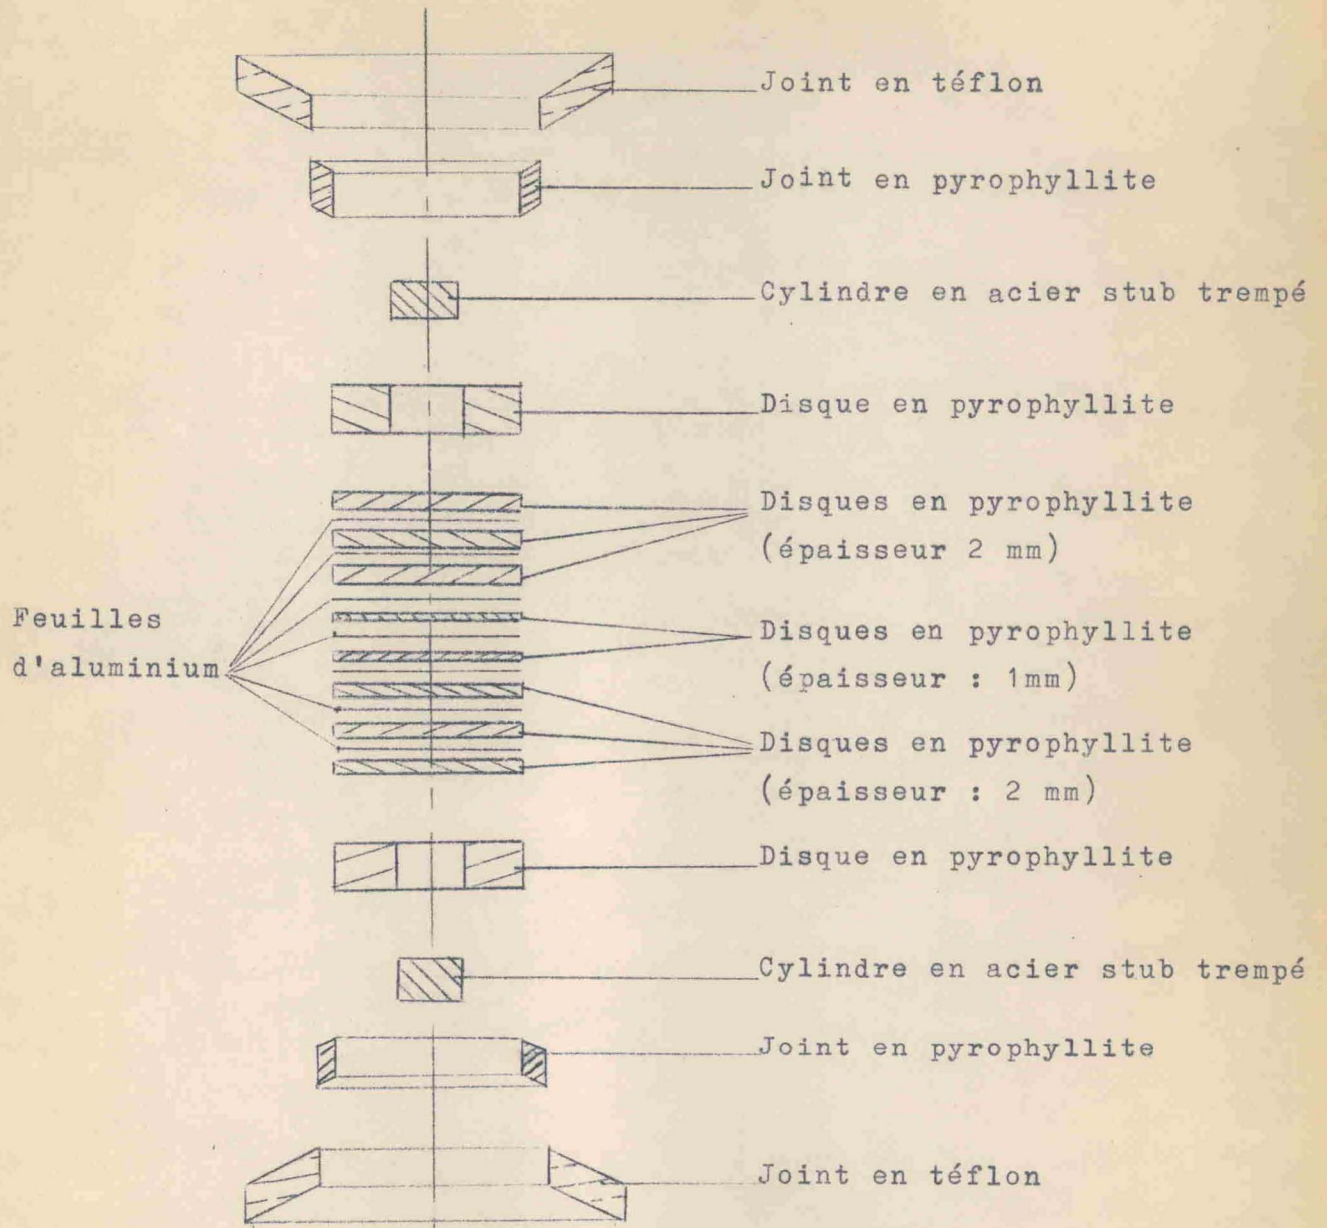 Joint en téflon
Joint en pyrophyllite
Cylindre en acier stub trempé
Disque en pyrophyllite
Disques en pyrophyllite
(épaisseur 2 mm)
Feuilles
d'aluminium
Disques en pyrophyllite
(épaisseur : 1mm)
Disques en pyrophyllite
(épaisseur : 2 mm)
Disque en pyrophyllite
Cylindre en acier stub trempé
Joint en pyrophyllite
Joint en téflon